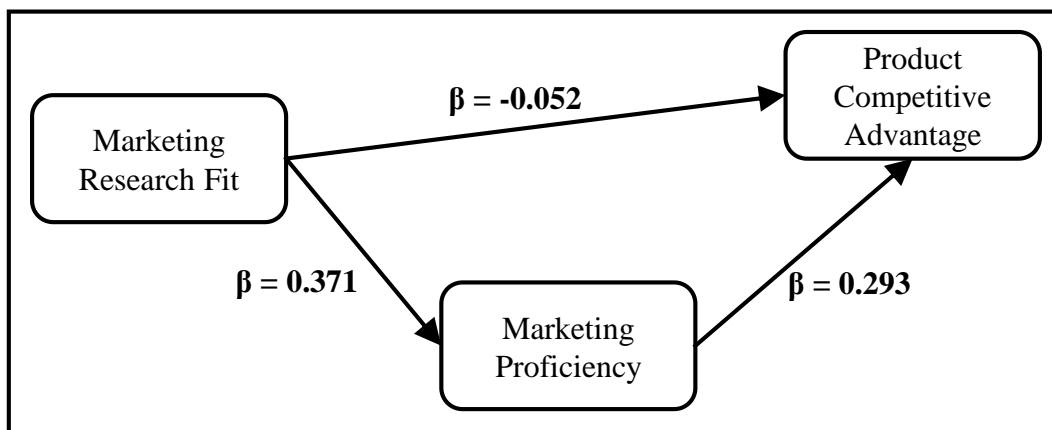 Product
Competitive
Advantage
β = -0.052
Marketing
Research Fit
β = 0.371
β = 0.293
Marketing
Proficiency